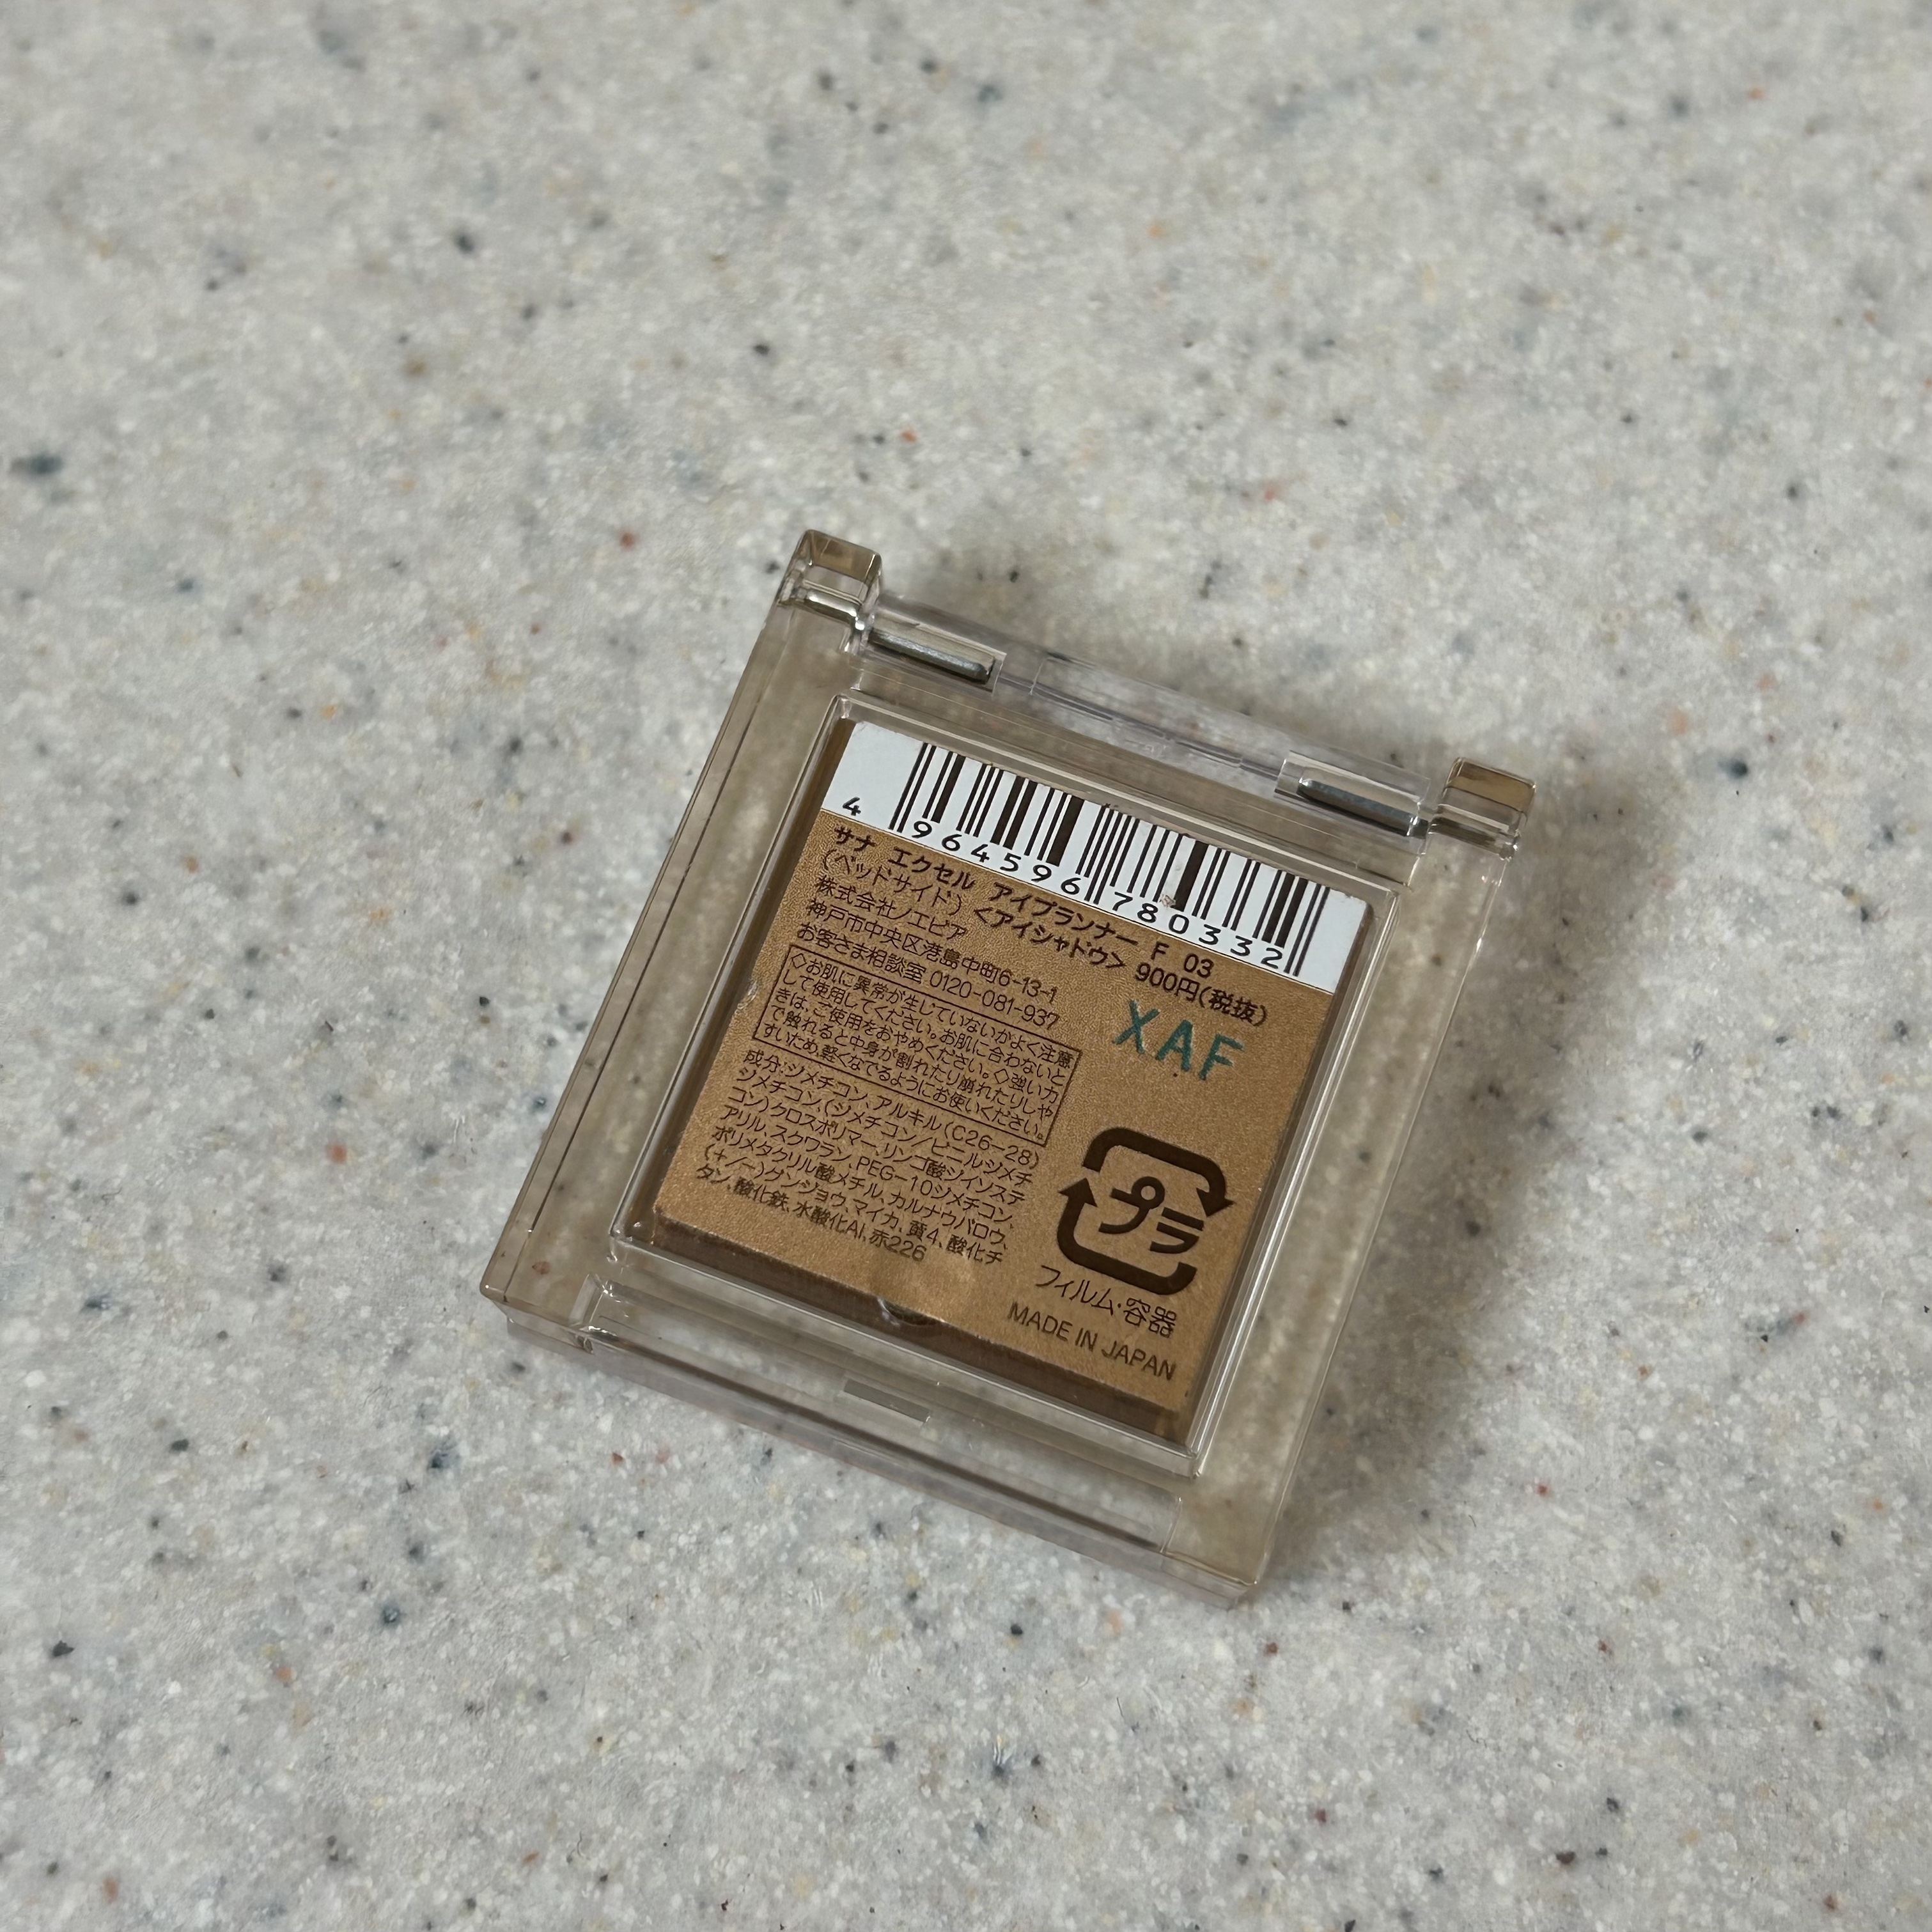 4 964596 780332
サナ エクセル アイプランナー F 03
(ベッドサイド) <アイシャドウ> 900円(税抜)
株式会社ノエビア
神戸市中央区港島中町6-13-1
お客さま相談室 0120-081-937
XAF
◇お肌に異常が生じていないかよく注意
して使用してください。お肌に合わないと
きは、ご使用をおやめください。◇強い力
で触れると中身が割れたり崩れたりしや
すいため、軽くなでるようにお使いください。
成分:ジメチコン、アルキル(C26-28)
ジメチコン、(ジメチコン/ビニルジメチ
コン)クロスポリマー、リンゴ酸ジイソステ
アリル、スクワラン、PEG-10ジメチコン、
ポリメタクリル酸メチル、カルナウバロウ、
(+/-)グンジョウ、マイカ、黄4、酸化チ
タン、酸化鉄、水酸化Al、赤226
プラ
フィルム・容器
MADE IN JAPAN